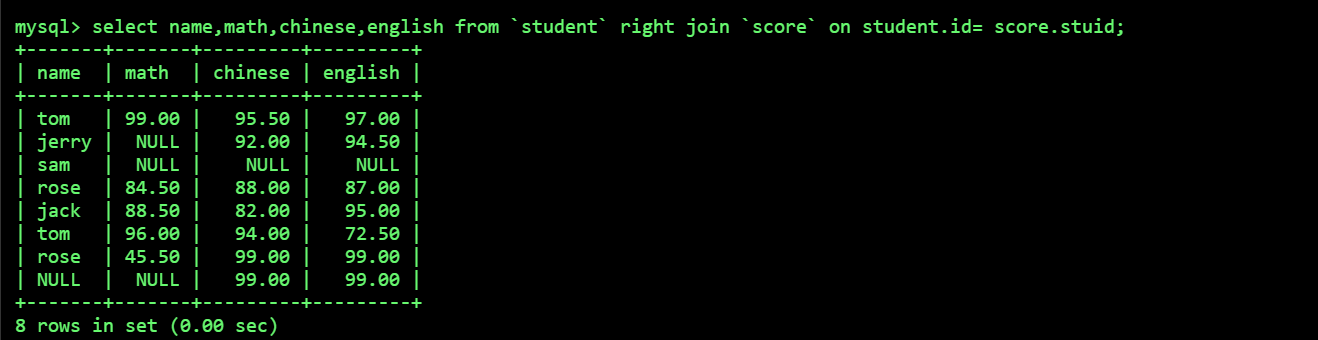 mysql> select name,math,chinese,english from `student` right join `score` on student.id= score.stuid;
+-------+-------+---------+---------+
| name  | math  | chinese | english |
+-------+-------+---------+---------+
| tom   | 99.00 |   95.50 |   97.00 |
| jerry |  NULL |   92.00 |   94.50 |
| sam   |  NULL |    NULL |    NULL |
| rose  | 84.50 |   88.00 |   87.00 |
| jack  | 88.50 |   82.00 |   95.00 |
| tom   | 96.00 |   94.00 |   72.50 |
| rose  | 45.50 |   99.00 |   99.00 |
| NULL  |  NULL |   99.00 |   99.00 |
+-------+-------+---------+---------+
8 rows in set (0.00 sec)